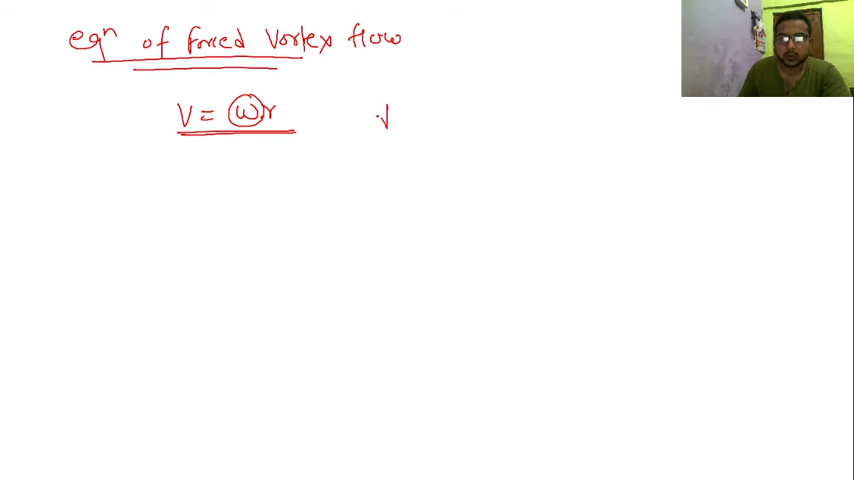 eqn of forced Vortex flow
V = ωr